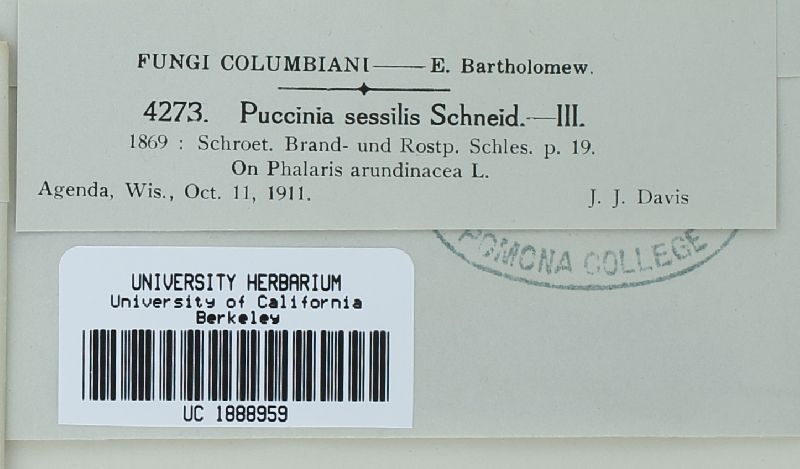 FUNGI COLUMBIANI—E. Bartholomew.
4273. Puccinia sessilis Schneid.—III.
1869 : Schroet. Brand- und Rostp. Schles. p. 19.
On Phalaris arundinacea L.
Agenda, Wis., Oct. 11, 1911. J. J. Davis
POMONA COLLEGE
UNIVERSITY HERBARIUM
University of California
Berkeley
UC 1888959